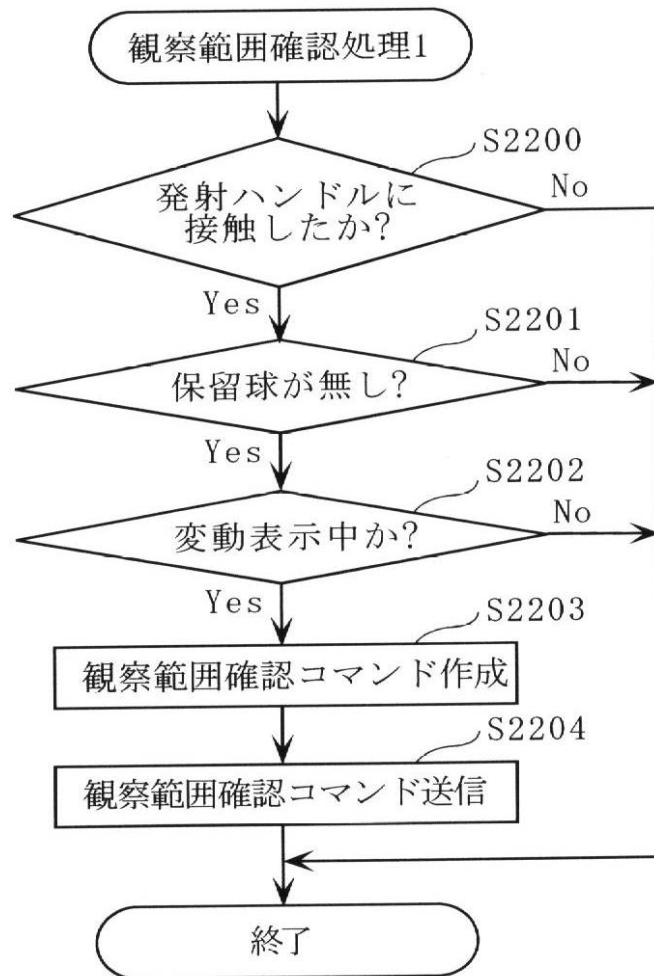 観察範囲確認処理1
S2200
発射ハンドルに
接触したか?
No
Yes
S2201
保留球が無し?
No
Yes
S2202
変動表示中か?
No
Yes
S2203
観察範囲確認コマンド作成
S2204
観察範囲確認コマンド送信
終了